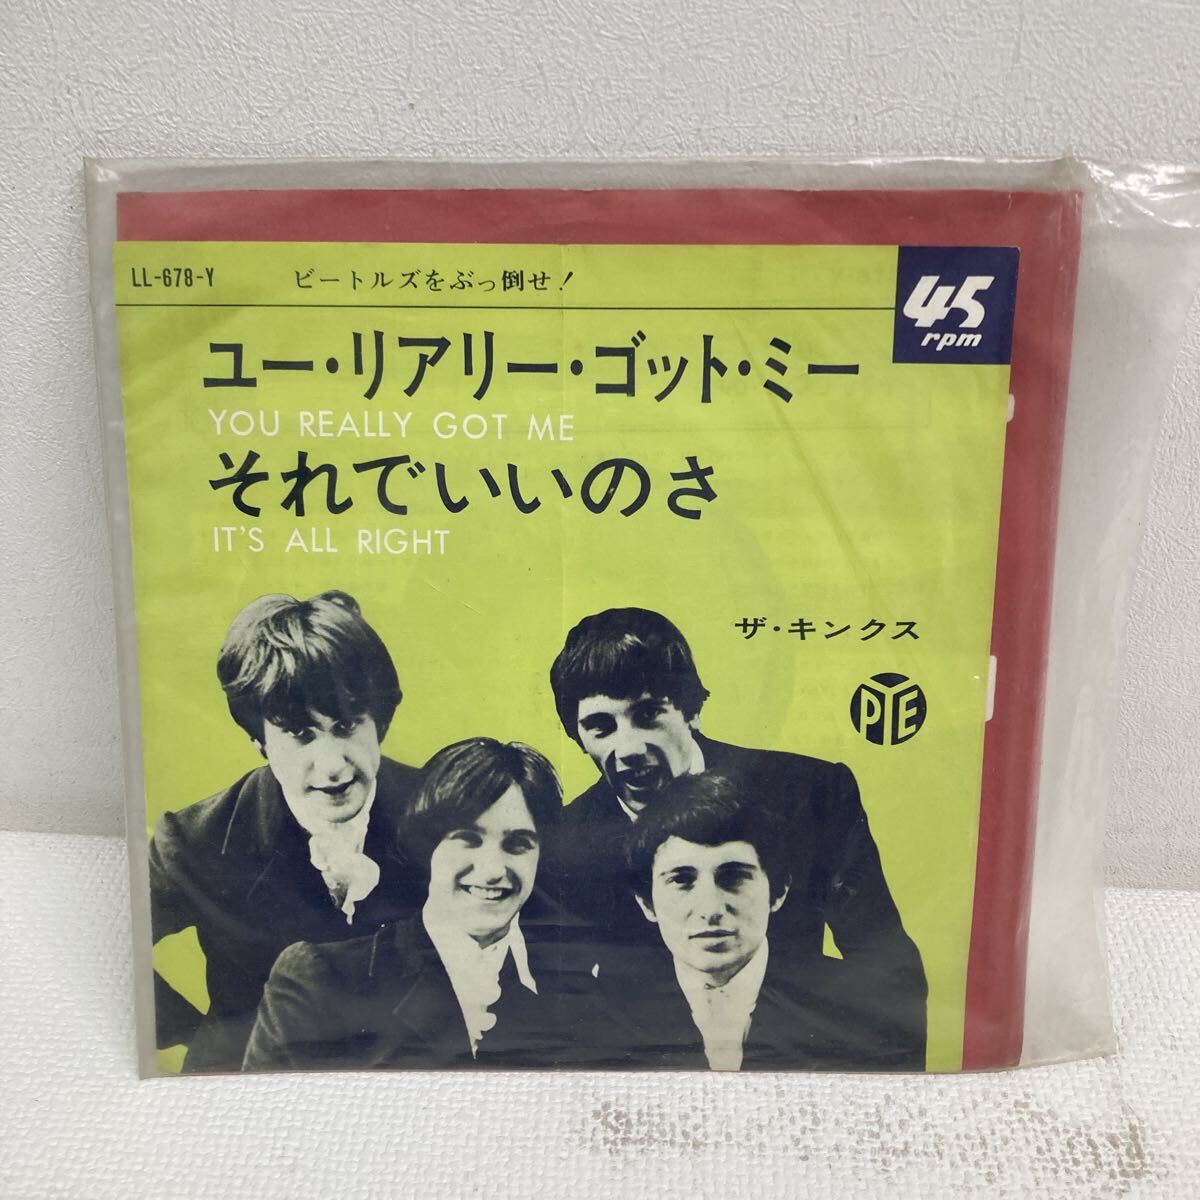 LL-678-Y ビートルズをぶっ倒せ!
45
rpm
ユー・リアリー・ゴット・ミー
YOU REALLY GOT ME
それでいいのさ
IT'S ALL RIGHT
ザ・キンクス
PYE